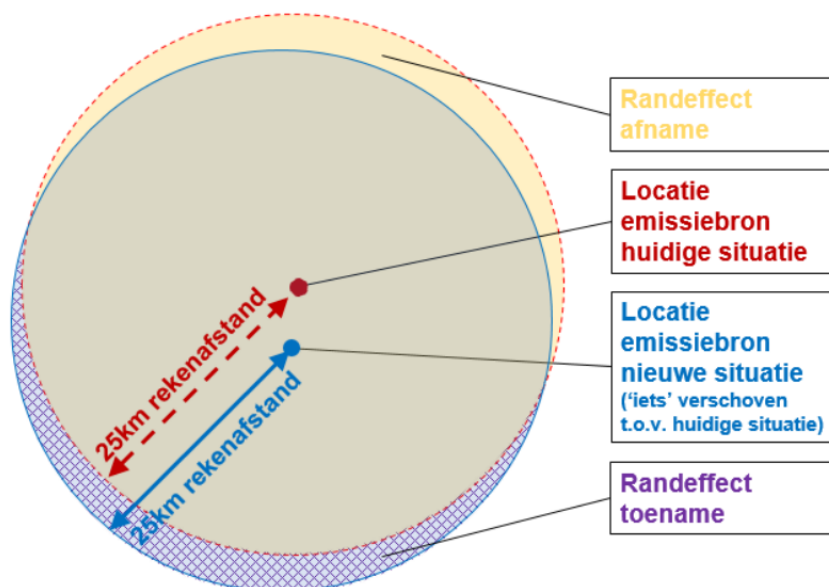 Randeffect
afname
Locatie
emissiebron
huidige situatie
Locatie
emissiebron
nieuwe situatie
(‘iets’ verschoven
t.o.v. huidige situatie)
Randeffect
toename
25km rekenafstand
25km rekenafstand